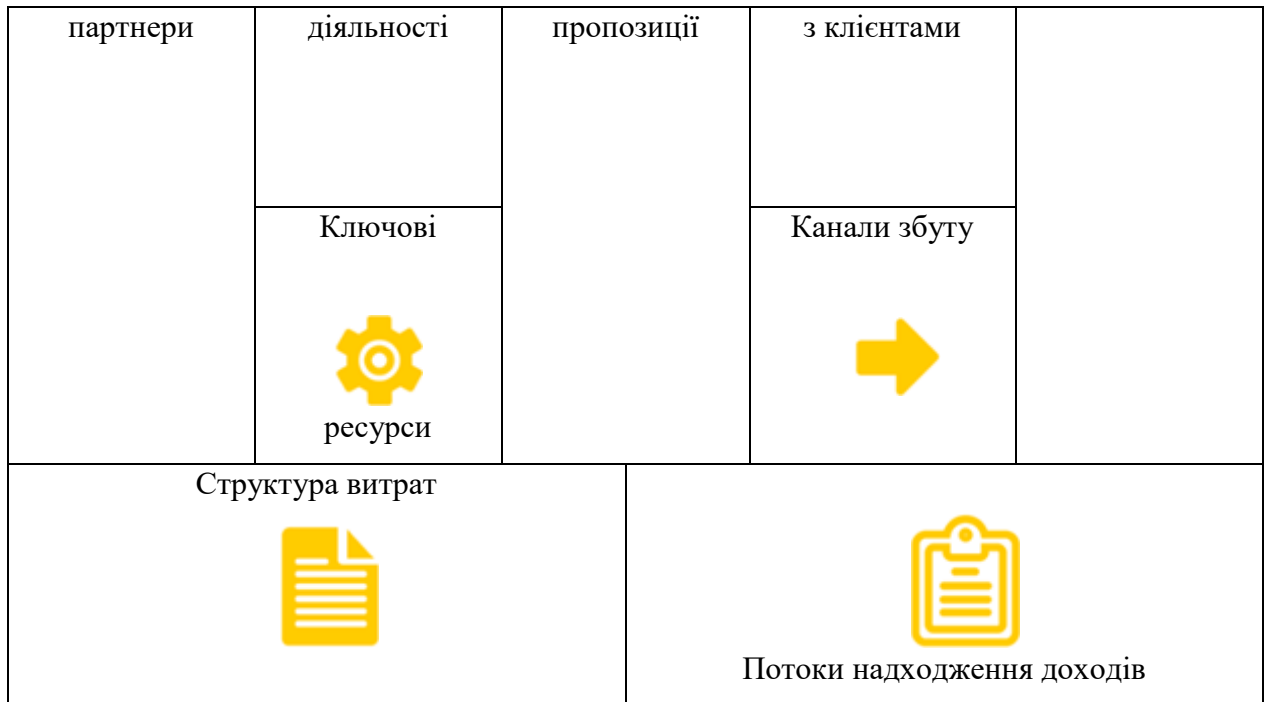 партнери
діяльності
пропозиції
з клієнтами
Ключові
ресурси
Канали збуту
Структура витрат
Потоки надходження доходів